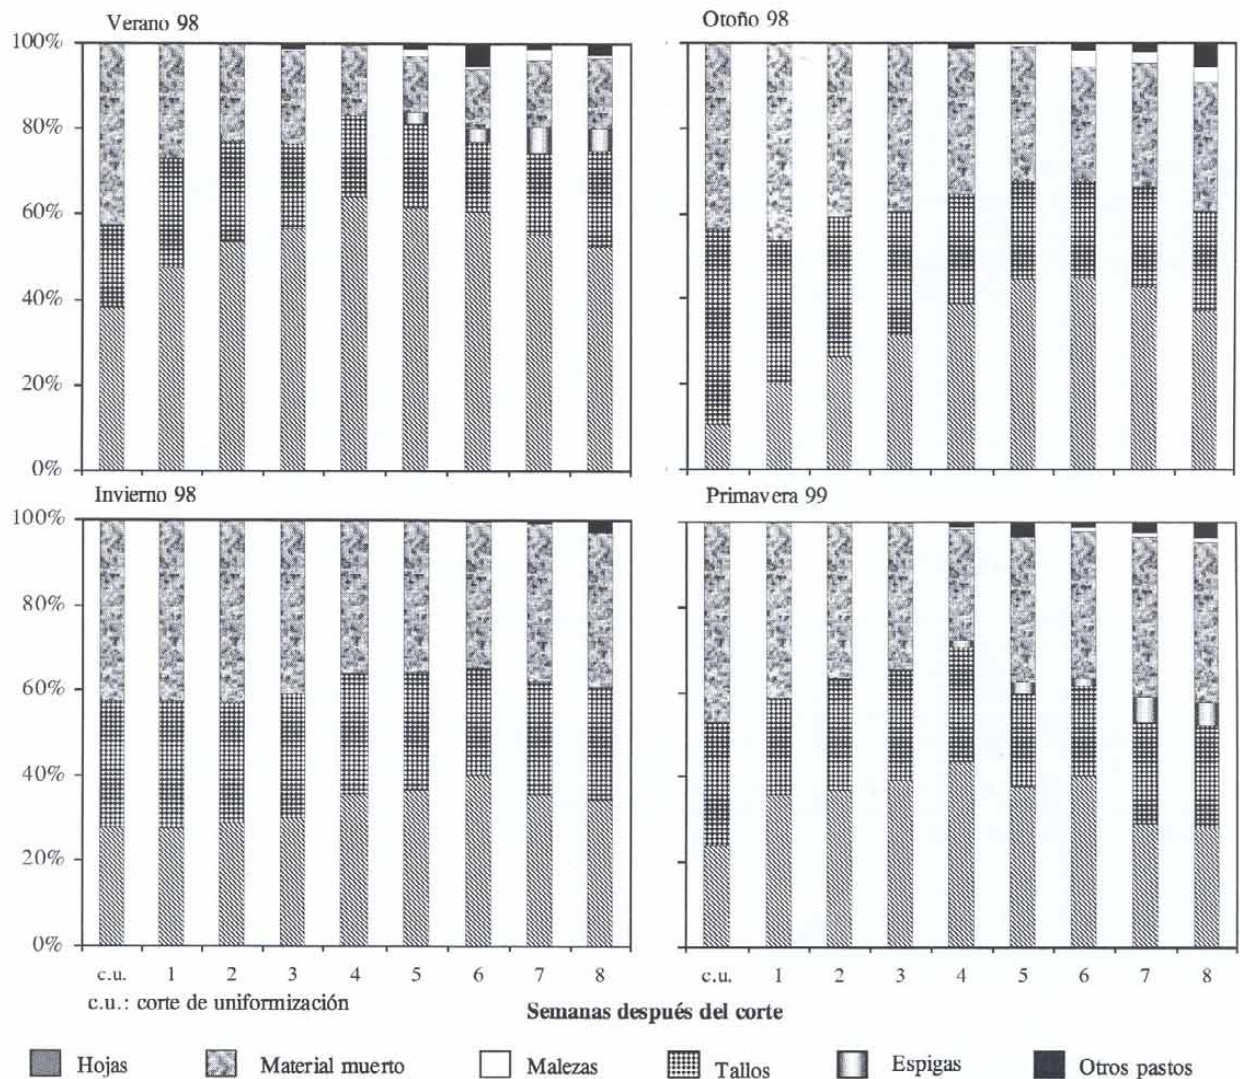 Verano 98
Otoño 98
100%
80%
60%
40%
20%
0%
Invierno 98
Primavera 99
100%
80%
60%
40%
20%
0%
c.u. 1 2 3 4 5 6 7 8
c.u. 1 2 3 4 5 6 7 8
c.u.: corte de uniformización
Semanas después del corte
Hojas Material muerto Malezas Tallos Espigas Otros pastos